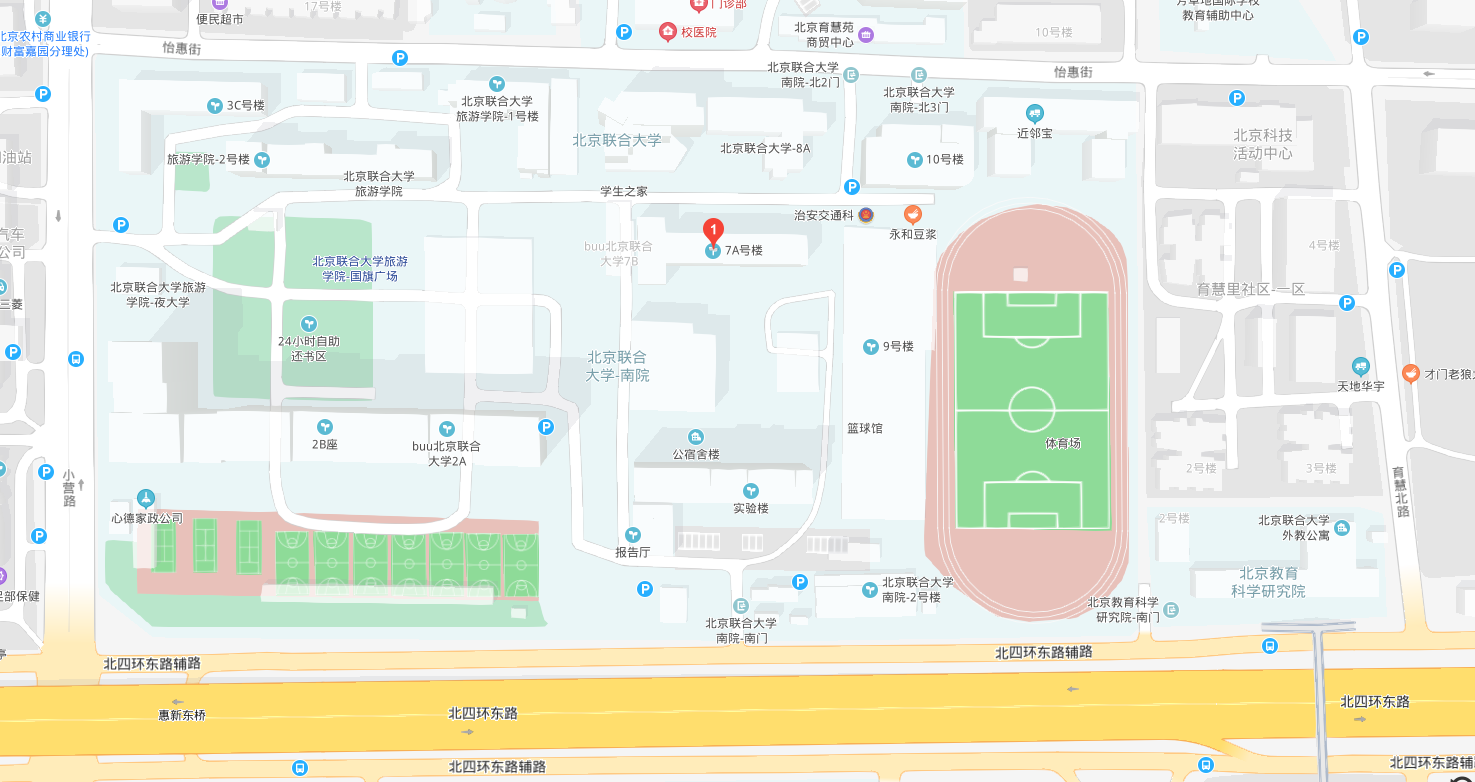 17号楼
便民超市
门诊部
校医院
北京育慧苑
商贸中心
10号楼
教育辅助中心
北京农村商业银行
(财富嘉园分理处)
怡惠街
怡惠街
北京联合大学
南院-北2门
北京联合大学
南院-北3门
3C号楼
北京联合大学
旅游学院-1号楼
北京联合大学
北京联合大学-8A
近邻宝
10号楼
北京科技
活动中心
油站
旅游学院-2号楼
北京联合大学
旅游学院
学生之家
治安交通科
永和豆浆
汽车
公司
buu北京联合
大学7B
1
7A号楼
4号楼
北京联合大学旅游
学院-国旗广场
北京联合大学旅游
学院-夜大学
育慧里社区-一区
三菱
24小时自助
还书区
北京联合
大学-南院
9号楼
天地华宇
才门老狼
2B座
buu北京联合
大学2A
篮球馆
体育场
公宿舍楼
2号楼
3号楼
小营路
育慧北路
心德家政公司
实验楼
报告厅
2号楼
北京联合大学
外教公寓
北京教育
科学研究院
足部保健
北京联合大学
南院-2号楼
北京联合大学
南院-南门
北京教育科学
研究院-南门
北四环东路辅路
北四环东路辅路
惠新东桥
北四环东路
北四环东路
北四环东路辅路
北四环东路辅